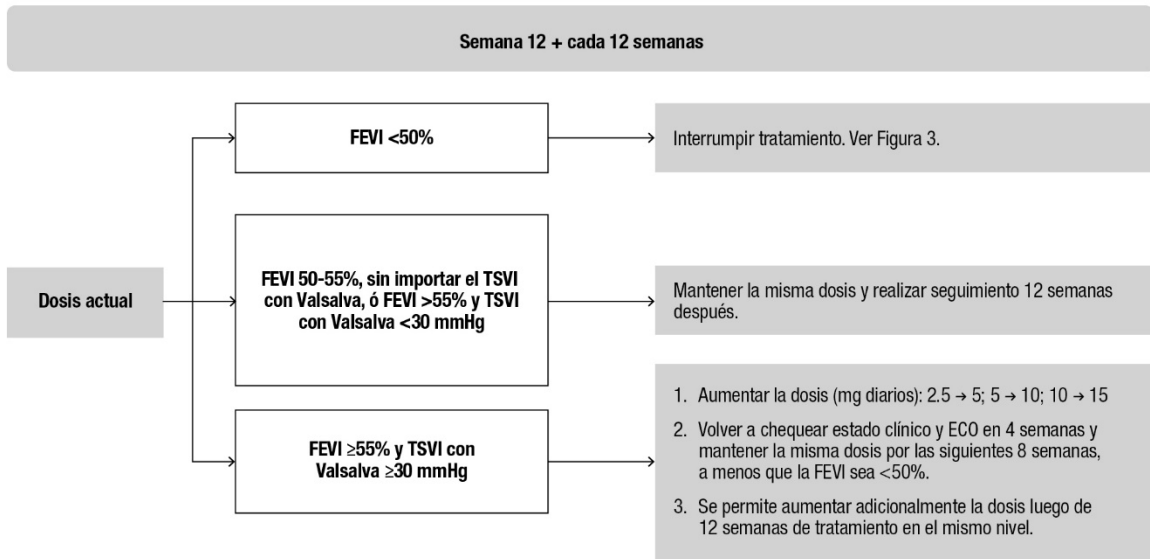 Semana 12 + cada 12 semanas
FEVI <50%
Interrumpir tratamiento. Ver Figura 3.
Dosis actual
FEVI 50-55%, sin importar el TSVI
con Valsalva, ó FEVI >55% y TSVI
con Valsalva <30 mmHg
Mantener la misma dosis y realizar seguimiento 12 semanas
después.
FEVI ≥55% y TSVI con
Valsalva ≥30 mmHg
1. Aumentar la dosis (mg diarios): 2.5 → 5; 5 → 10; 10 → 15
2. Volver a chequear estado clínico y ECO en 4 semanas y
mantener la misma dosis por las siguientes 8 semanas,
a menos que la FEVI sea <50%.
3. Se permite aumentar adicionalmente la dosis luego de
12 semanas de tratamiento en el mismo nivel.